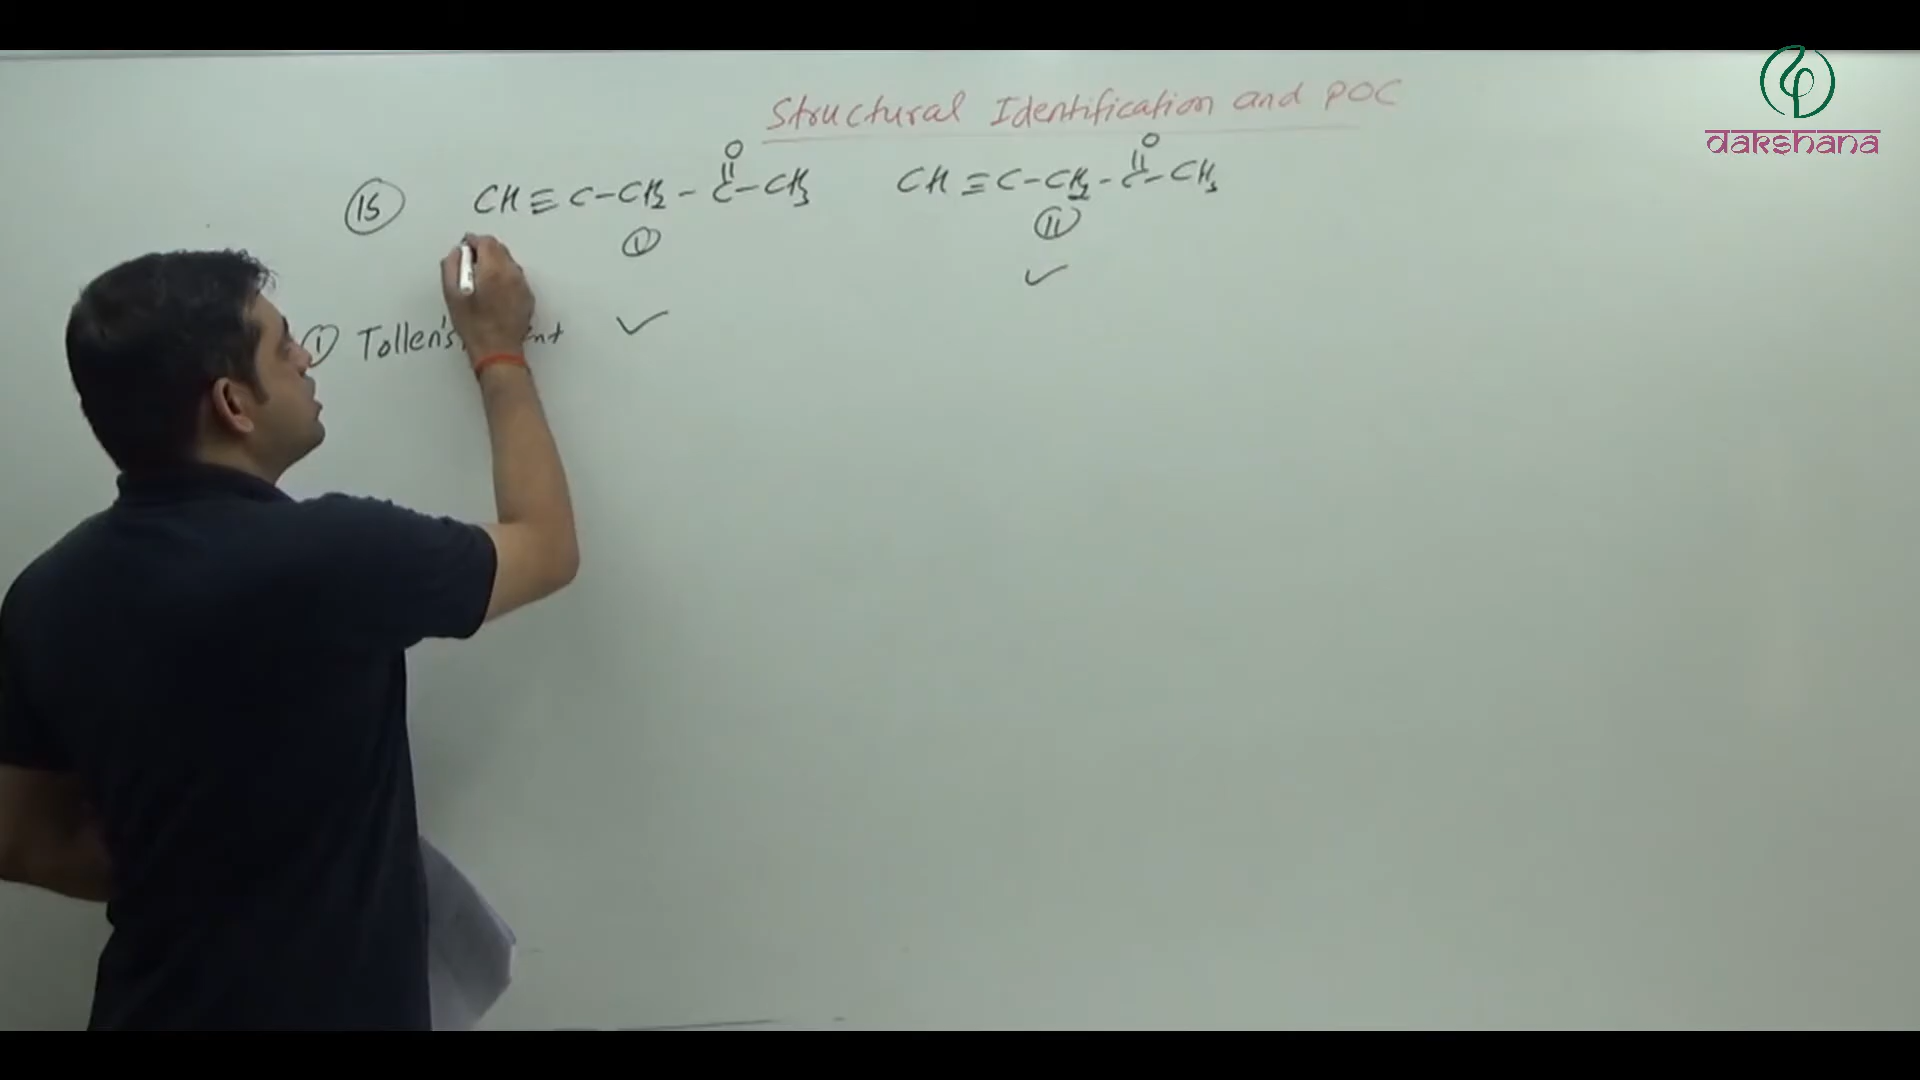 Structural Identification and POC
dakshana
O O
15 CH≡C-CH2-C-CH3 CH≡C-CH2-C-CH3
I II
1 Tollen's